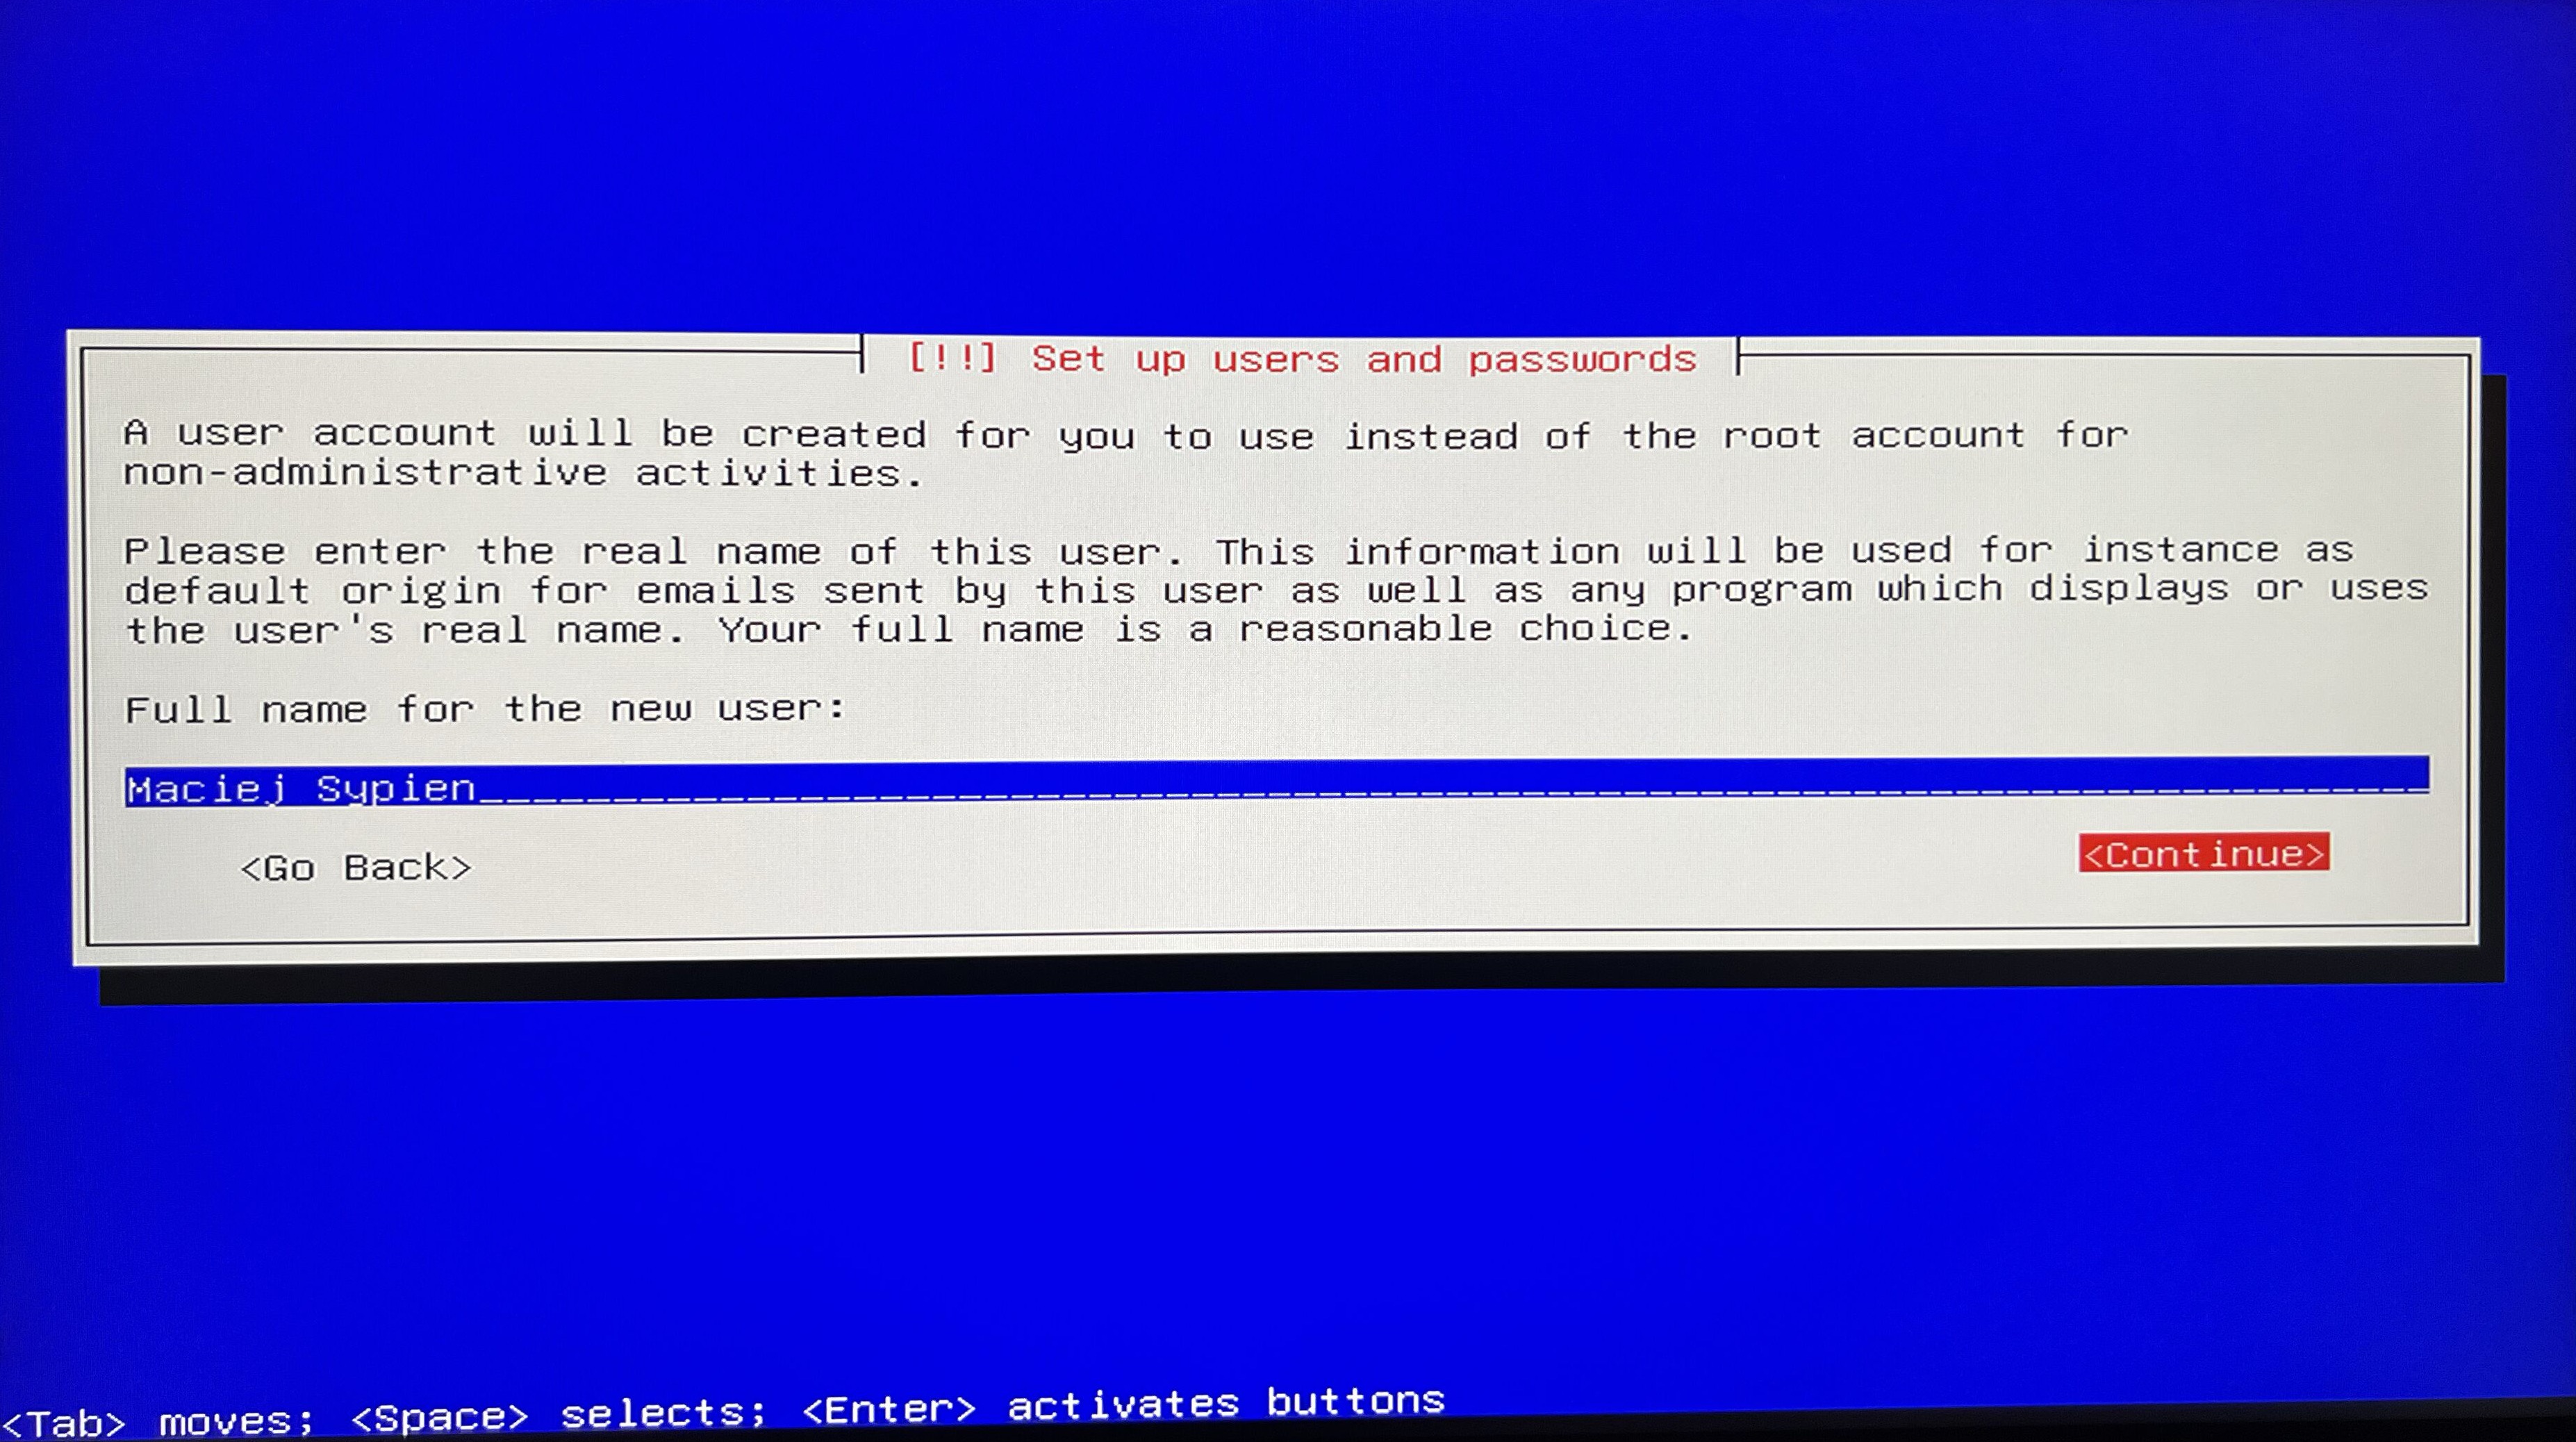 [!!] Set up users and passwords
A user account will be created for you to use instead of the root account for
non-administrative activities.
Please enter the real name of this user. This information will be used for instance as
default origin for emails sent by this user as well as any program which displays or uses
the user's real name. Your full name is a reasonable choice.
Full name for the new user:
Maciej Sypien
<Go Back> <Continue>
<Tab> moves; <Space> selects; <Enter> activates buttons